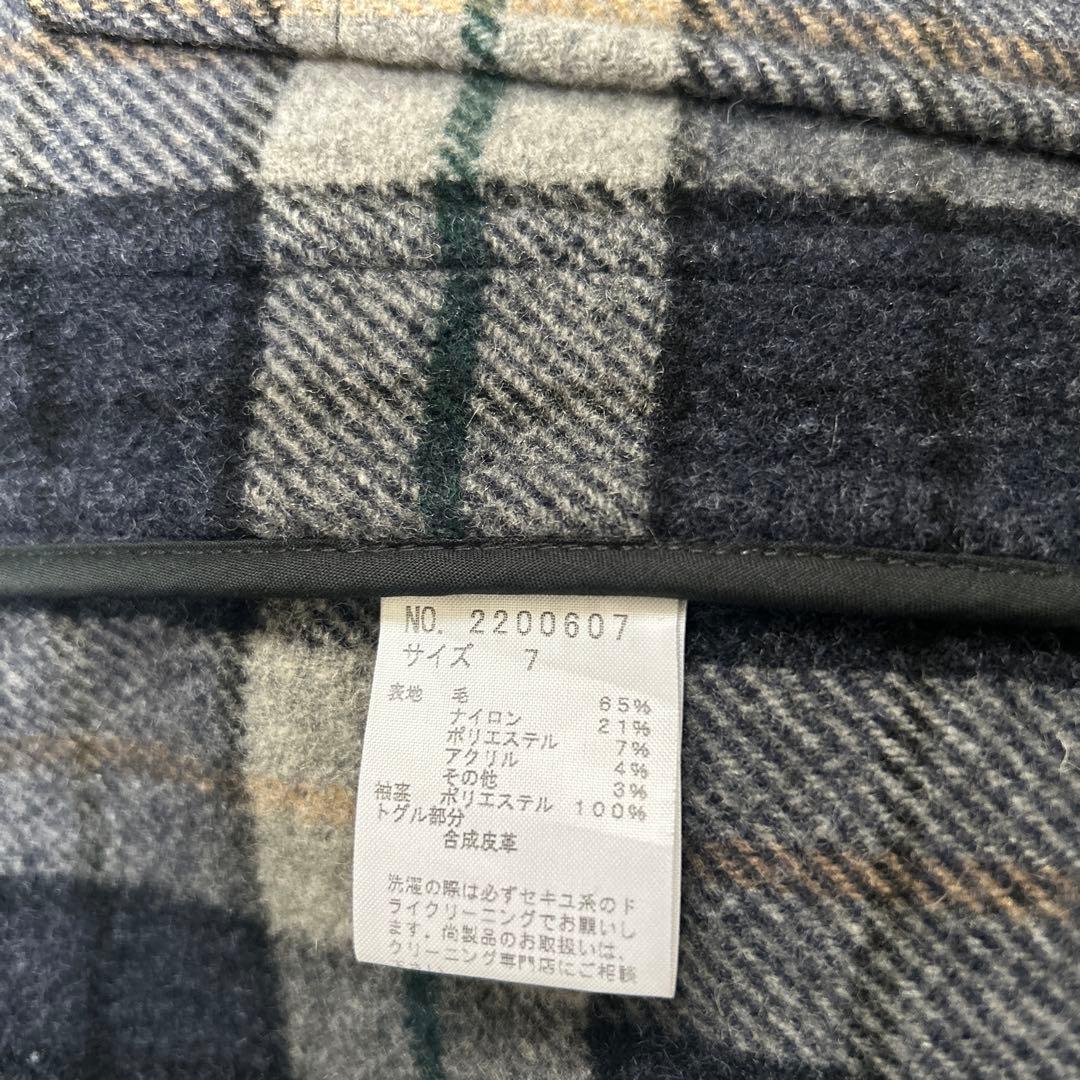 NO. 2200607
サイズ 7
表地 毛 65%
ナイロン 21%
ポリエステル 7%
アクリル 4%
その他 3%
袖裏 ポリエステル 100%
トグル部分
合成皮革
洗濯の際は必ずセキユ系のド
ライクリーニングでお願いし
ます。尚製品のお取扱いは、
クリーニング専門店にご相談